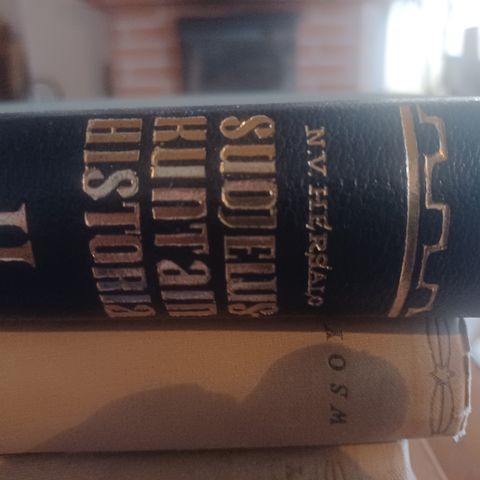 N.V. HERSALO
SUOJELUS
KUNTAIN
HISTORIA
II